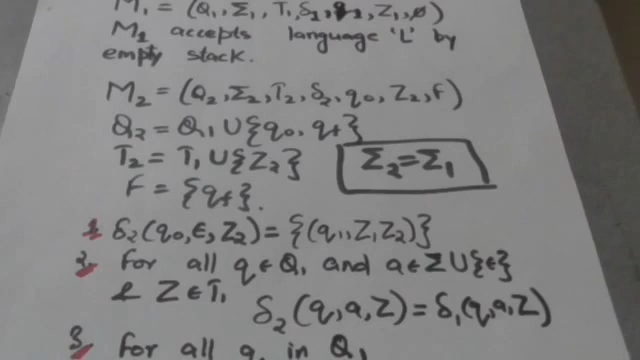 M₁ = (Q₁, Σ₁, T₁, δ₁, q₁, Z₁, ∅)
M₁ accepts language 'L' by
empty stack.
M₂ = (Q₂, Σ₂, T₂, δ₂, q₀, Z₂, F)
Q₂ = Q₁ ∪ {q₀, q_f}
T₂ = T₁ ∪ {Z₂}
Σ₂ = Σ₁
F = {q_f}.
1. δ₂(q₀, ε, Z₂) = {(q₁, Z₁Z₂)}
2. for all q ∈ Q₁ and a ∈ Σ ∪ {ε}
& Z ∈ T₁
δ₂(q, a, Z) = δ₁(q, a, Z)
3. for all q in Q₁